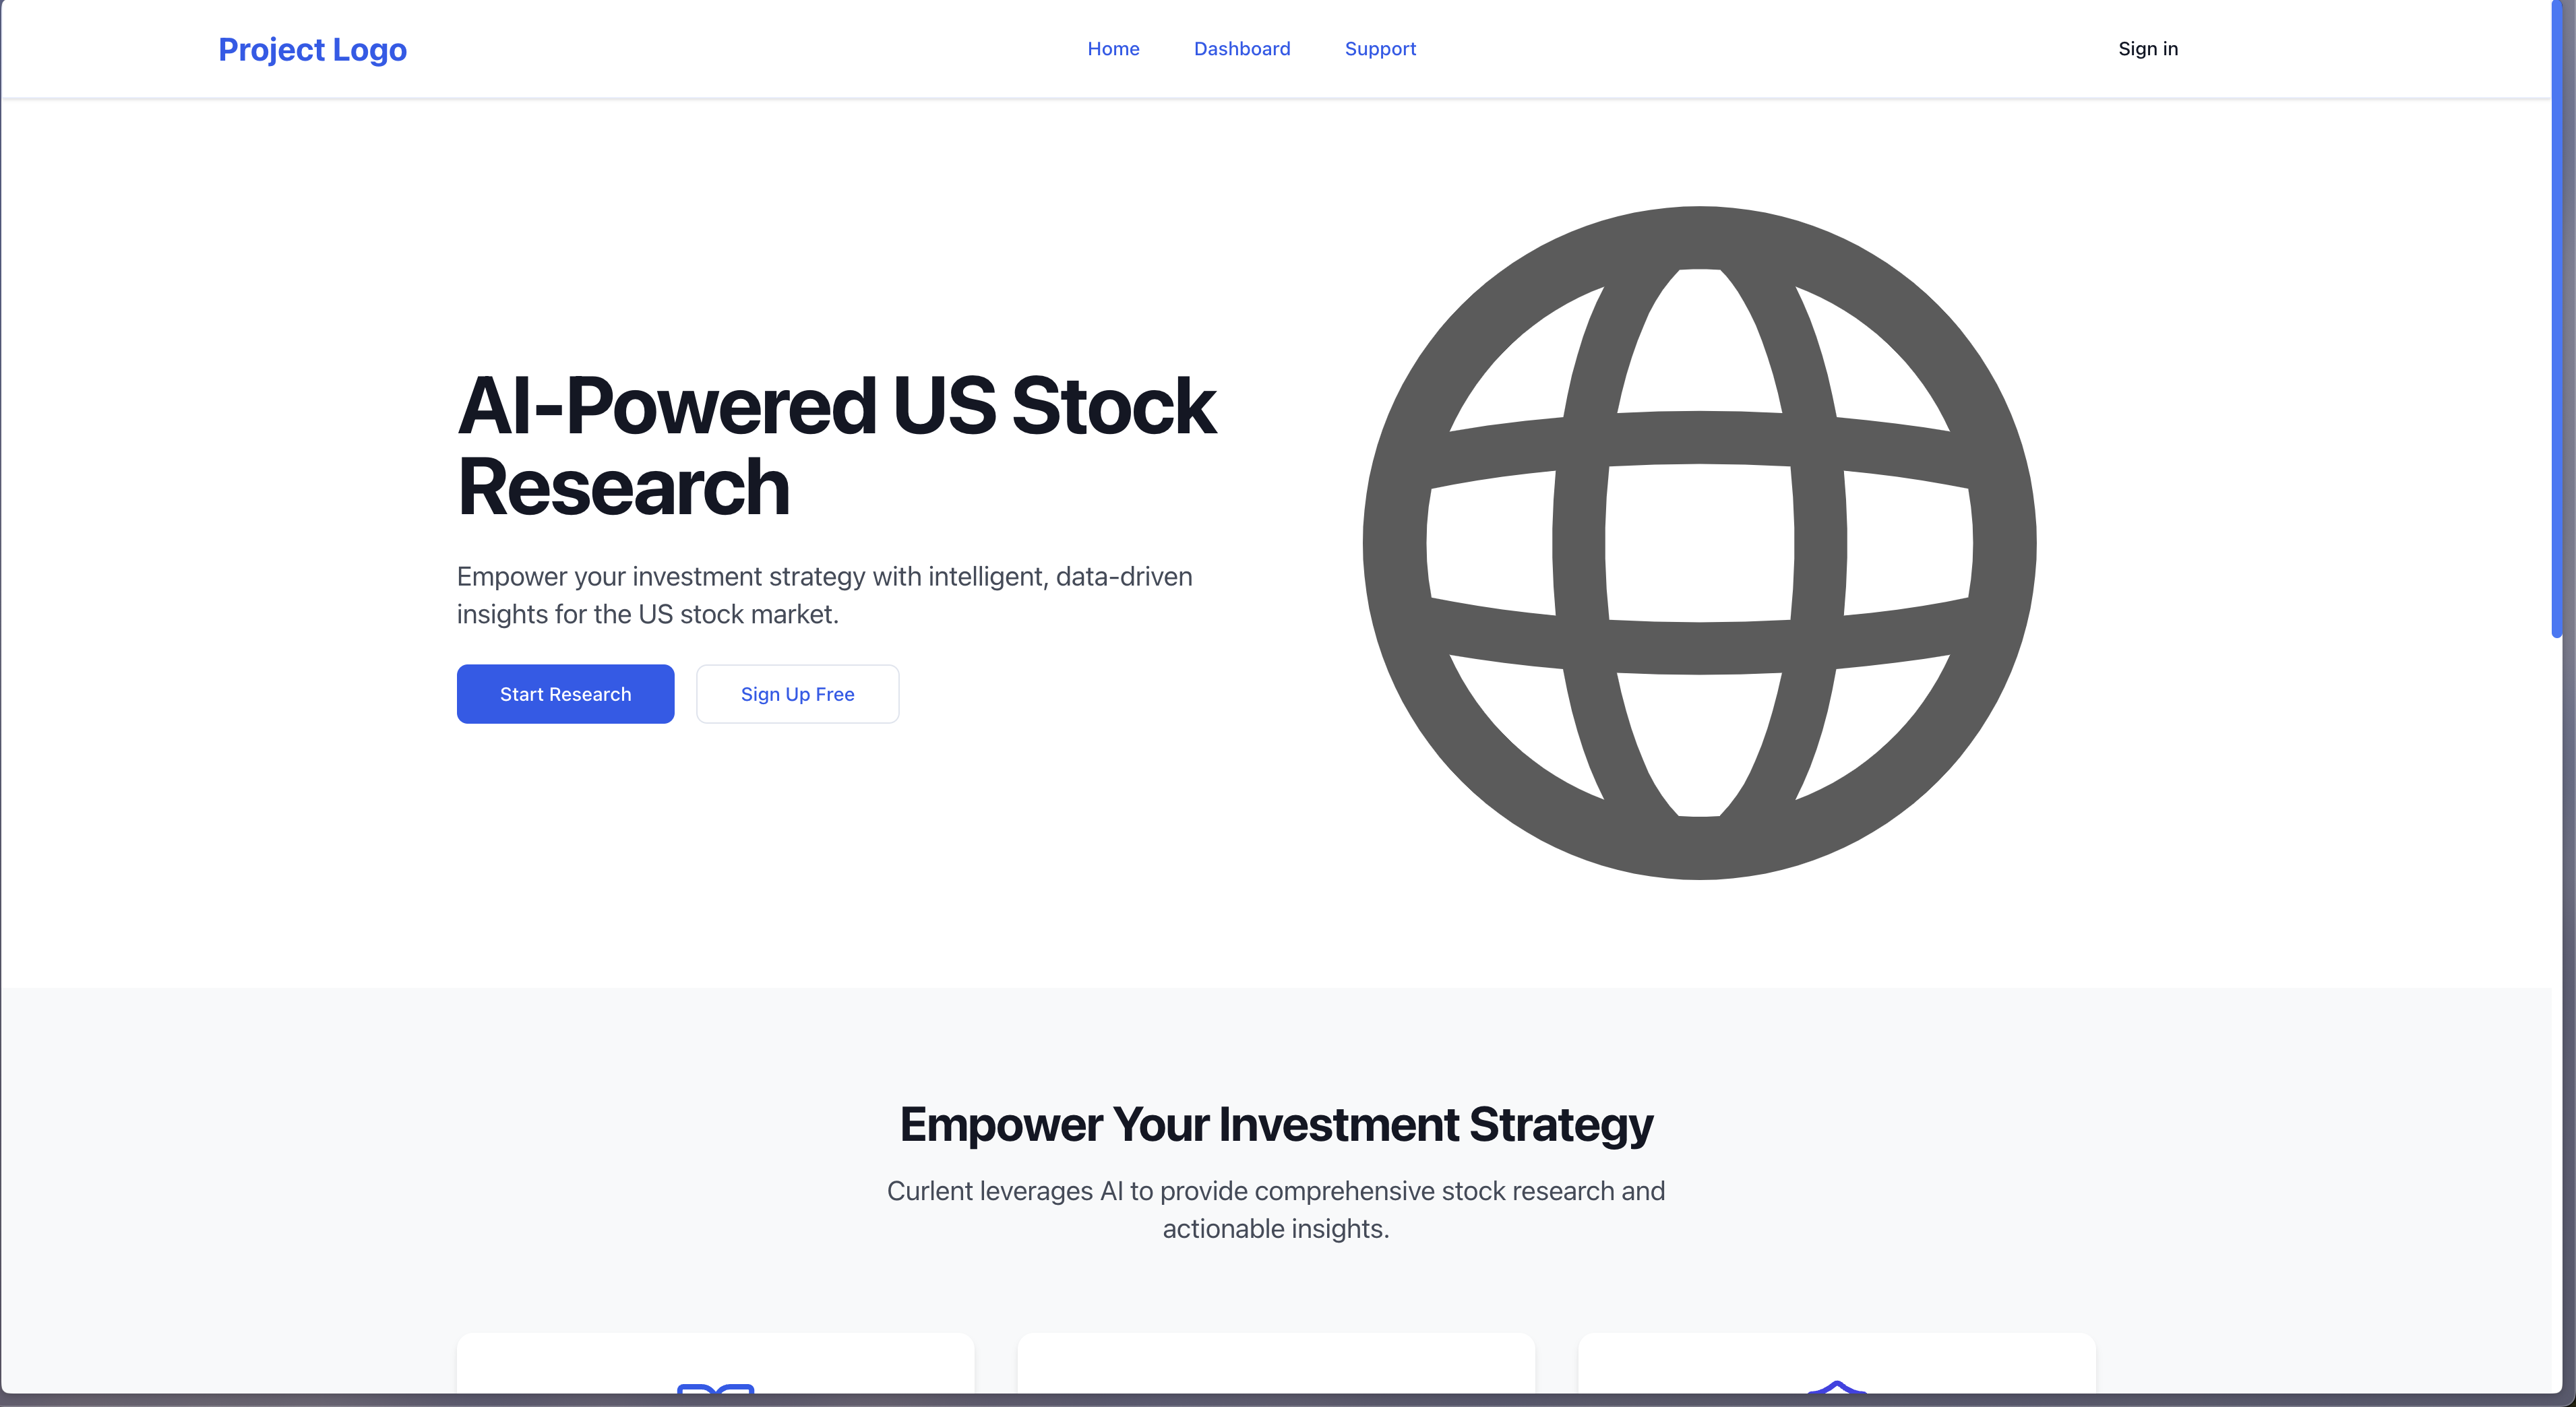 Project Logo
Home
Dashboard
Support
Sign in
AI-Powered US Stock
Research
Empower your investment strategy with intelligent, data-driven
insights for the US stock market.
Start Research
Sign Up Free
Empower Your Investment Strategy
Curlent leverages AI to provide comprehensive stock research and
actionable insights.